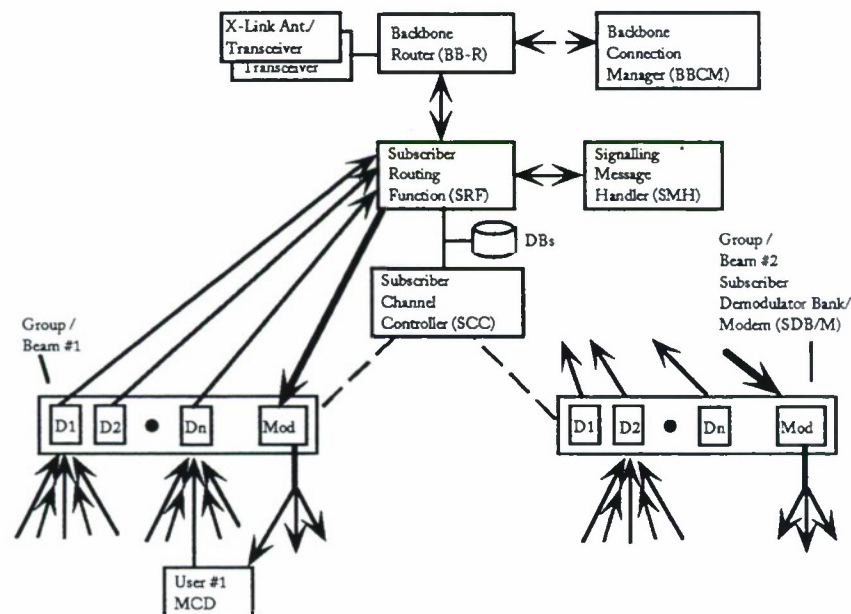 X-Link Ant./
Transceiver
Transceiver
Backbone
Router (BB-R)
Backbone
Connection
Manager (BBCM)
Subscriber
Routing
Function (SRF)
Signalling
Message
Handler (SMH)
DBs
Subscriber
Channel
Controller (SCC)
Group /
Beam #1
Group /
Beam #2
Subscriber
Demodulator Bank/
Modem (SDB/M)
D1
D2
Dn
Mod
D1
D2
Dn
Mod
User #1
MCD